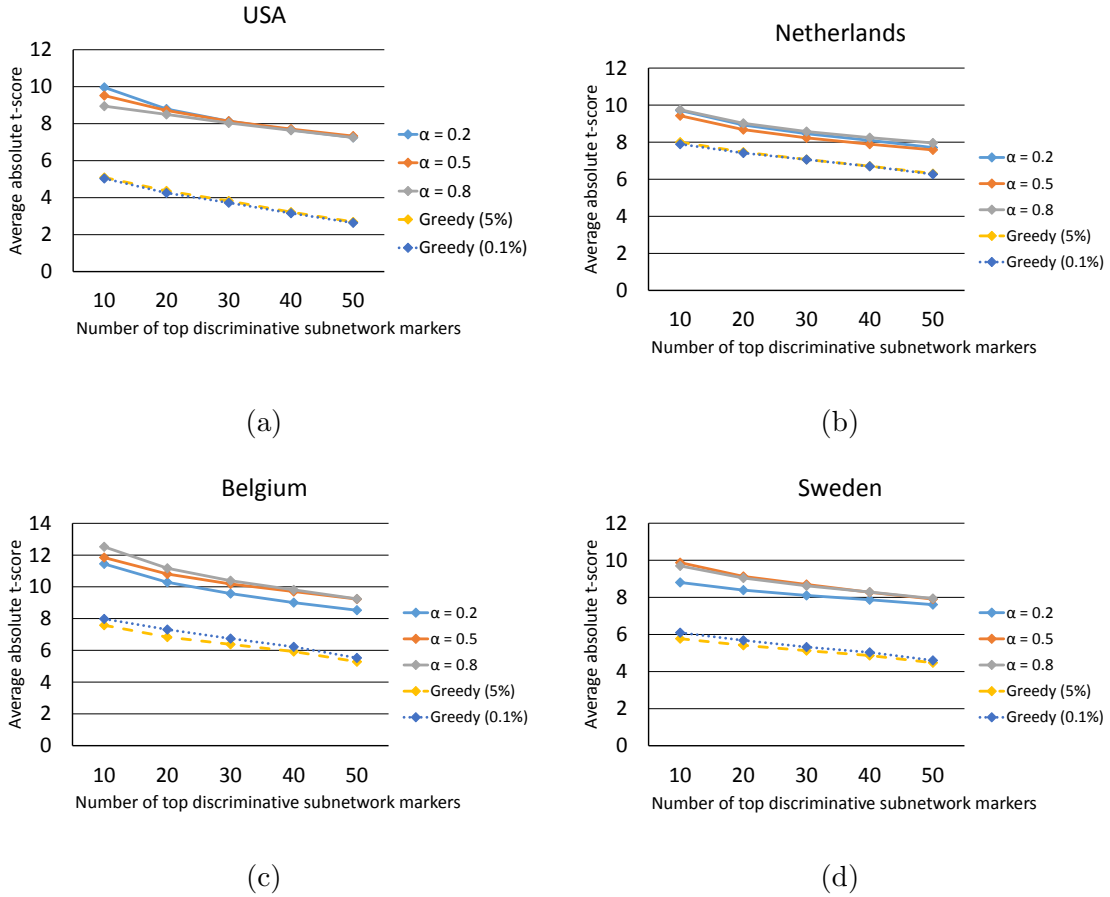 USA
Average absolute t-score
12
10
8
6
4
2
0
10 20 30 40 50
Number of top discriminative subnetwork markers
α = 0.2
α = 0.5
α = 0.8
Greedy (5%)
Greedy (0.1%)
(a)
Netherlands
Average absolute t-score
12
10
8
6
4
2
0
10 20 30 40 50
Number of top discriminative subnetwork markers
α = 0.2
α = 0.5
α = 0.8
Greedy (5%)
Greedy (0.1%)
(b)
Belgium
Average absolute t-score
14
12
10
8
6
4
2
0
10 20 30 40 50
Number of top discriminative subnetwork markers
α = 0.2
α = 0.5
α = 0.8
Greedy (5%)
Greedy (0.1%)
(c)
Sweden
Average absolute t-score
12
10
8
6
4
2
0
10 20 30 40 50
Number of top discriminative subnetwork markers
α = 0.2
α = 0.5
α = 0.8
Greedy (5%)
Greedy (0.1%)
(d)